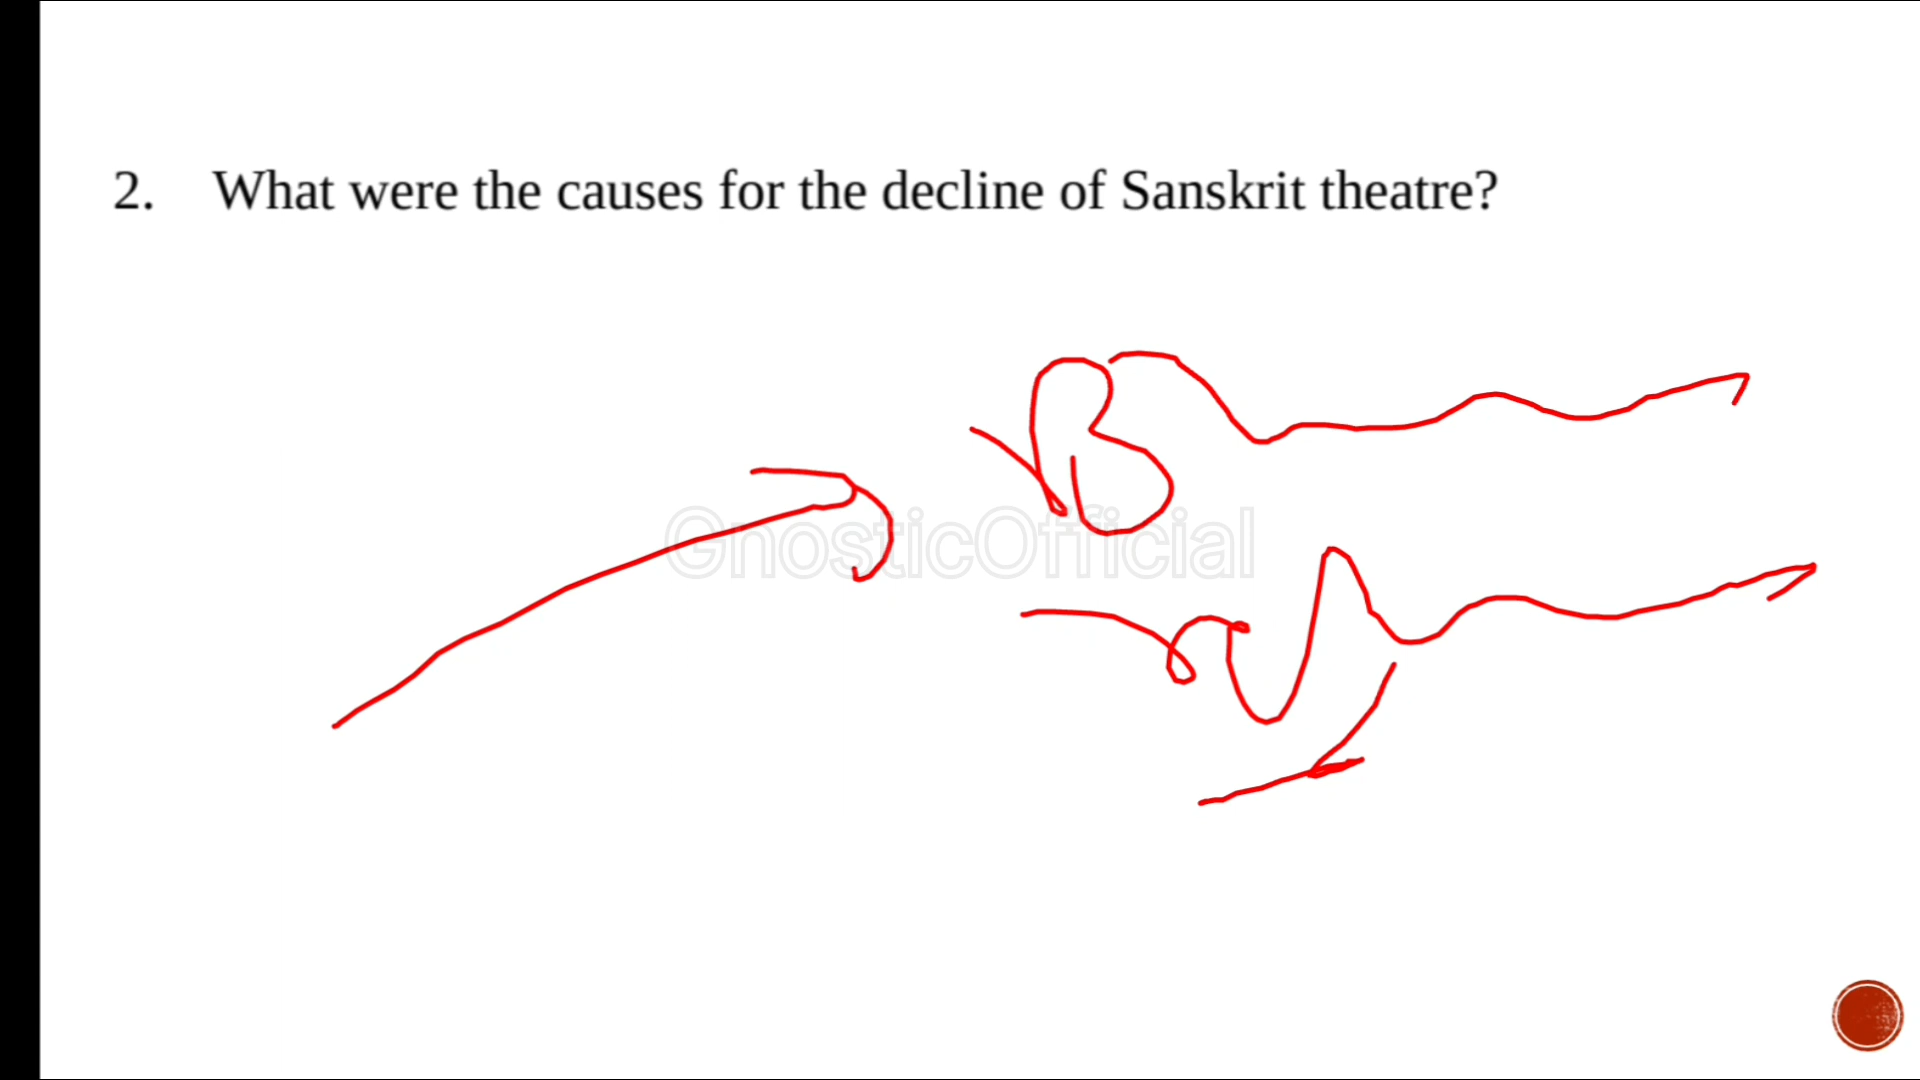 2. What were the causes for the decline of Sanskrit theatre?
GnosticOfficial